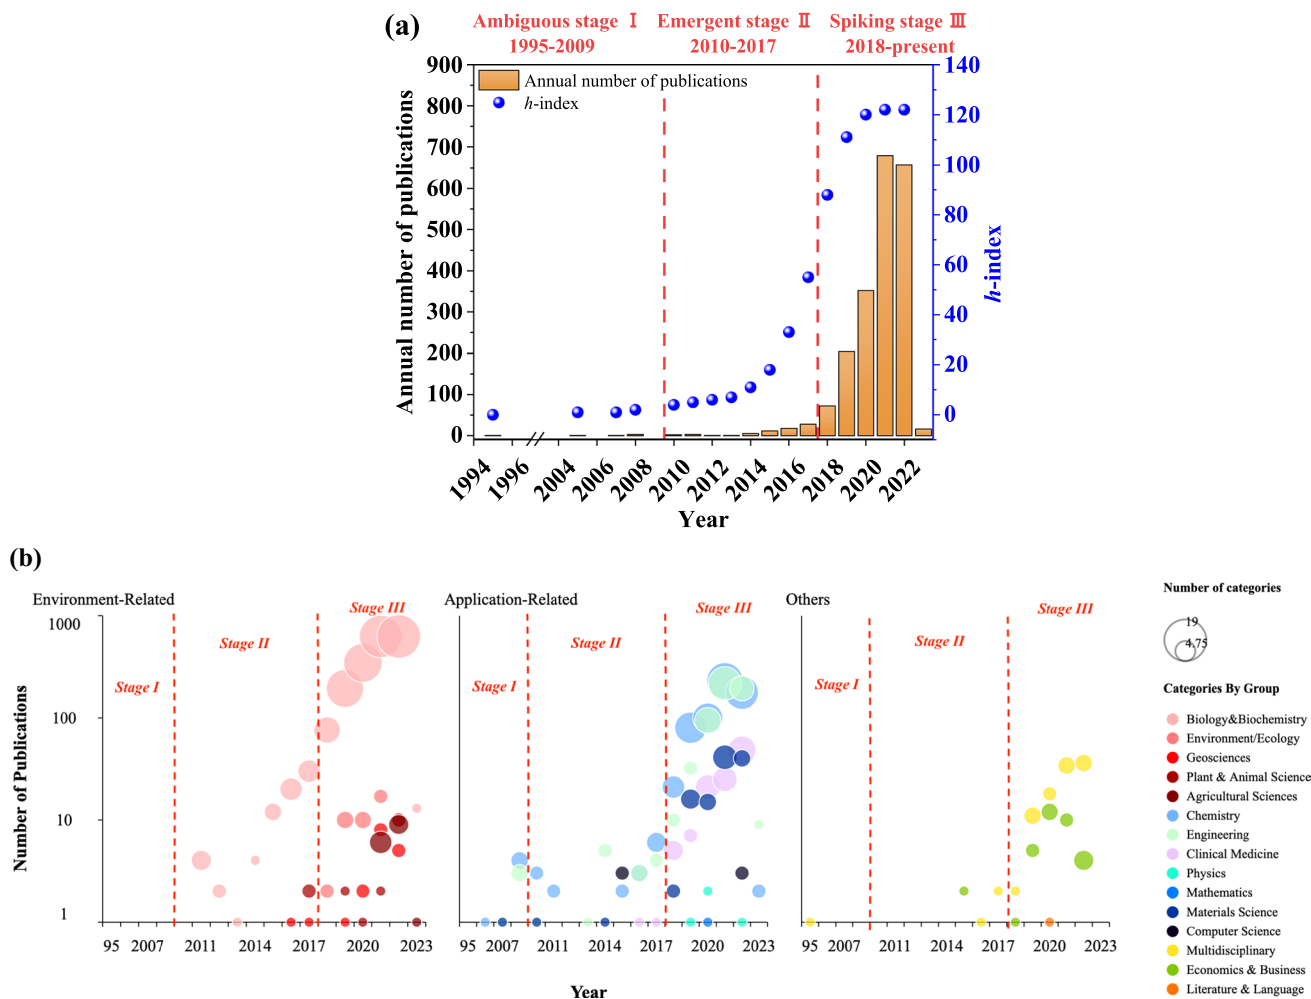 (a)
Ambiguous stage Ⅰ
1995-2009
Emergent stage Ⅱ
2010-2017
Spiking stage Ⅲ
2018-present
Annual number of publications
h-index
900
800
700
600
500
400
300
200
100
0
Annual number of publications
140
120
100
80
60
40
20
0
h-index
1994
1996
2004
2006
2008
2010
2012
2014
2016
2018
2020
2022
Year
(b)
Environment-Related
Stage I
Stage II
Stage III
Application-Related
Stage I
Stage II
Stage III
Others
Stage I
Stage II
Stage III
Number of Publications
1000
100
10
1
95 2007 2011 2014 2017 2020 2023
95 2007 2011 2014 2017 2020 2023
95 2007 2011 2014 2017 2020 2023
Year
Number of categories
19
4.75
Categories By Group
Biology&Biochemistry
Environment/Ecology
Geosciences
Plant & Animal Science
Agricultural Sciences
Chemistry
Engineering
Clinical Medicine
Physics
Mathematics
Materials Science
Computer Science
Multidisciplinary
Economics & Business
Literature & Language